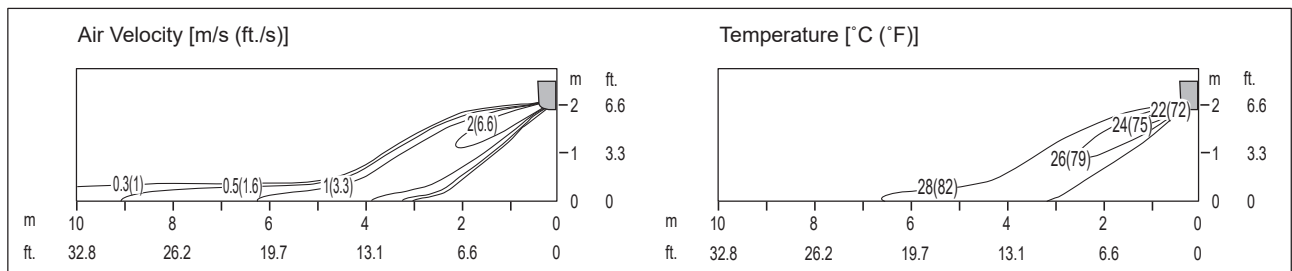 Air Velocity [m/s (ft./s)]
m ft.
2 6.6
2(6.6)
1 3.3
0.3(1) 0.5(1.6) 1(3.3)
0 0
m 10 8 6 4 2 0
ft. 32.8 26.2 19.7 13.1 6.6 0
Temperature [˚C (˚F)]
m ft.
22(72) 2 6.6
24(75)
26(79) 1 3.3
28(82)
0 0
m 10 8 6 4 2 0
ft. 32.8 26.2 19.7 13.1 6.6 0